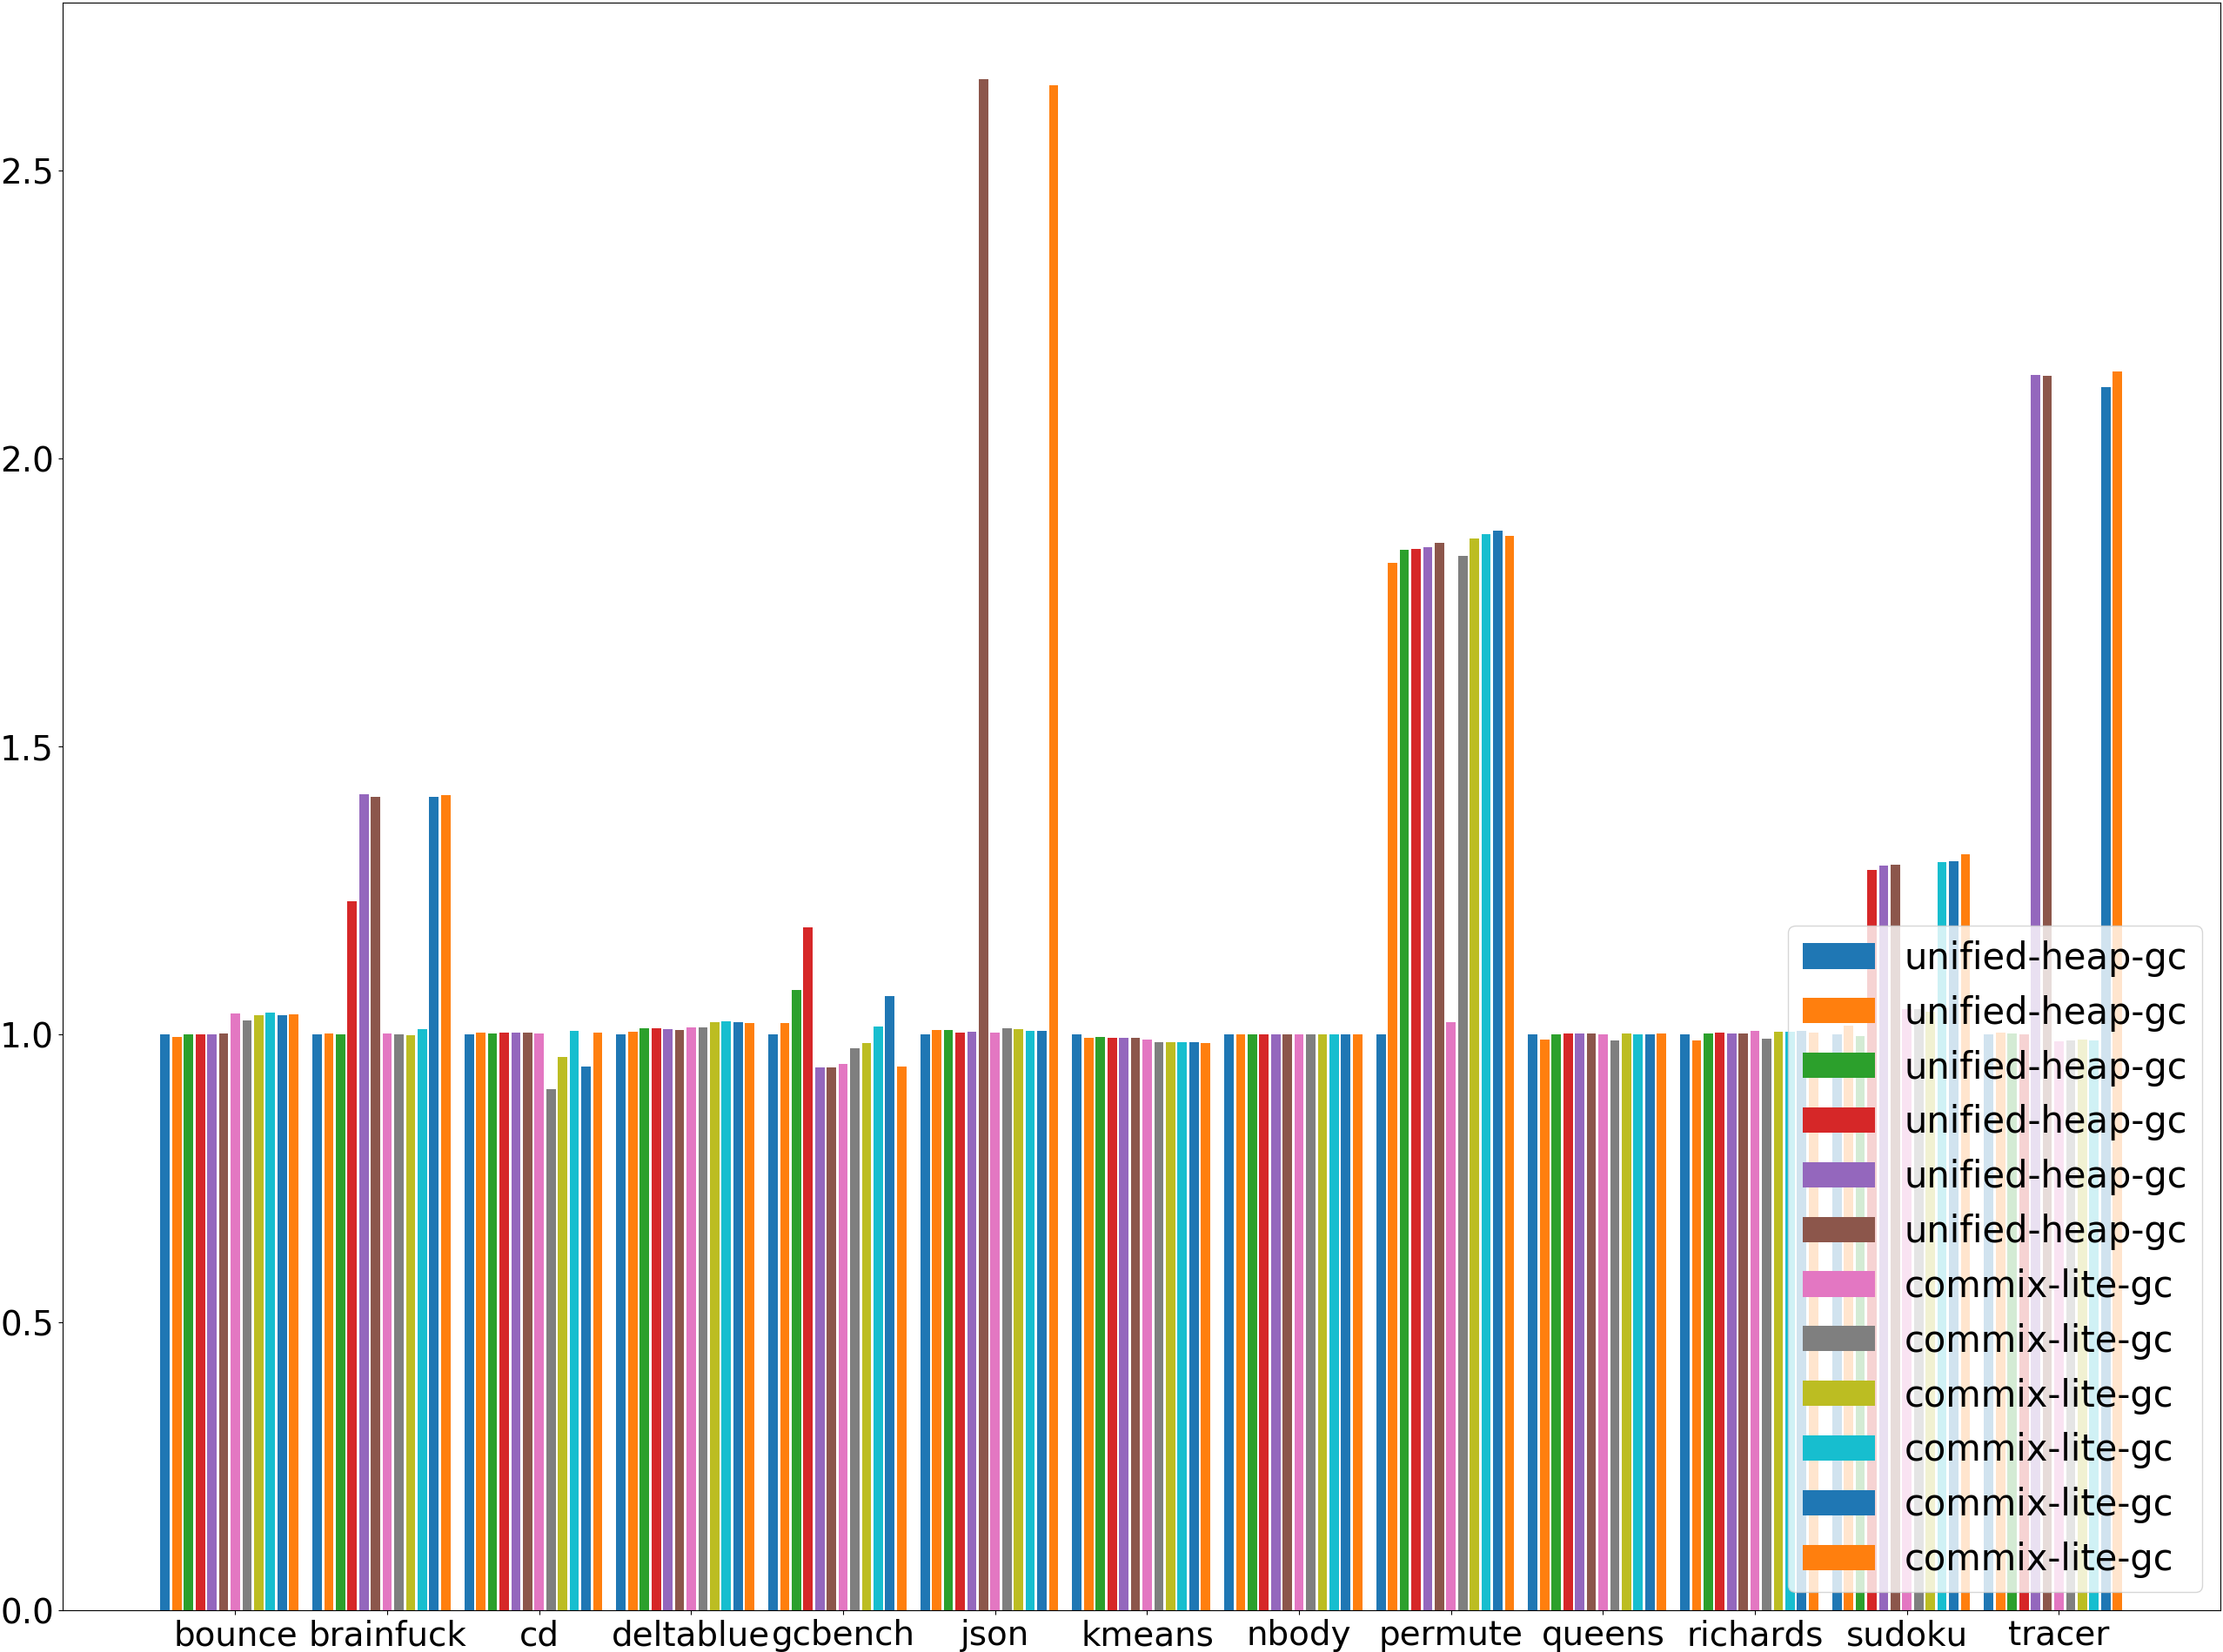 2.5
2.0
1.5
1.0
0.5
0.0
unified-heap-gc
unified-heap-gc
unified-heap-gc
unified-heap-gc
unified-heap-gc
unified-heap-gc
commix-lite-gc
commix-lite-gc
commix-lite-gc
commix-lite-gc
commix-lite-gc
commix-lite-gc
bounce brainfuck cd deltablue gcbench json kmeans nbody permute queens richards sudoku tracer